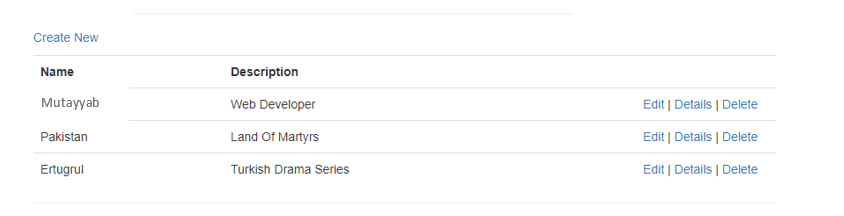 Create New
Name Description
Mutayyab Web Developer Edit | Details | Delete
Pakistan Land Of Martyrs Edit | Details | Delete
Ertugrul Turkish Drama Series Edit | Details | Delete